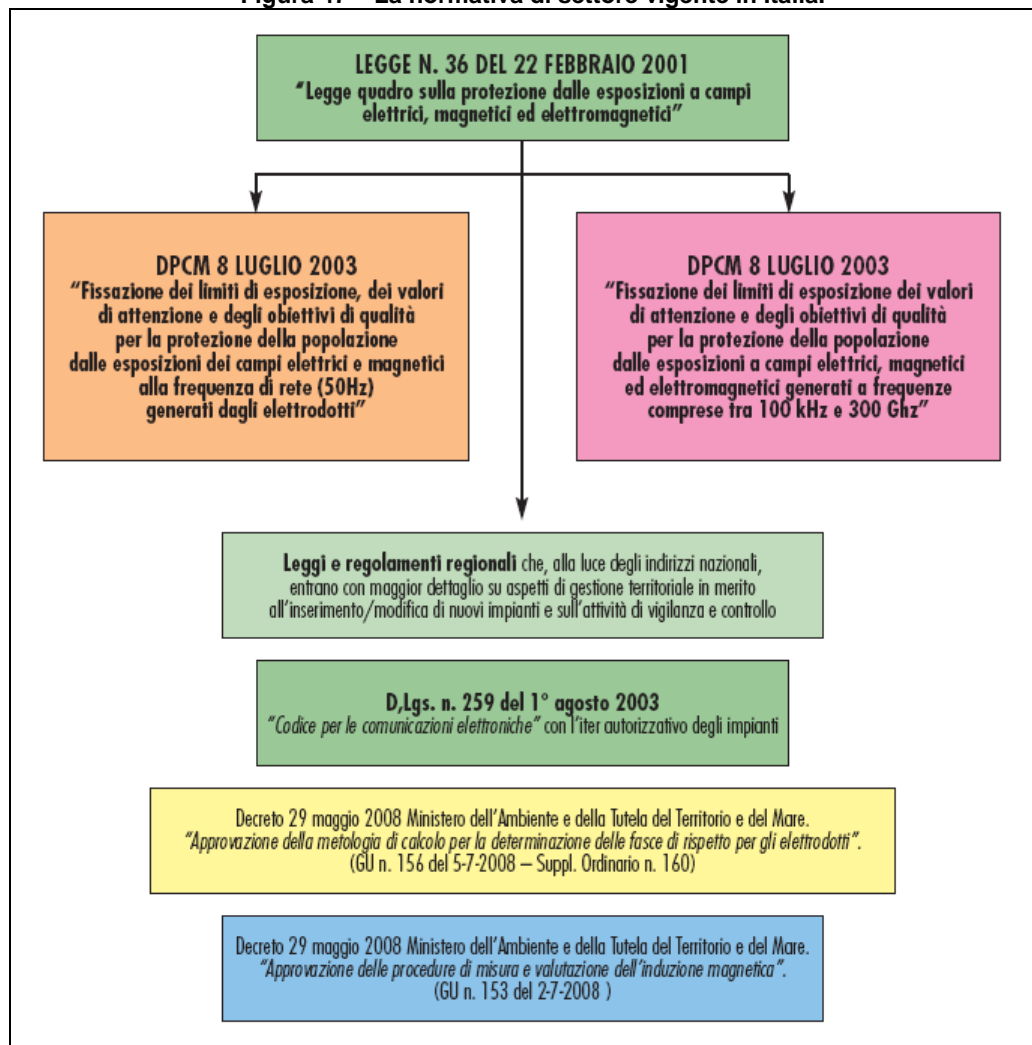 Figura 1. – La normativa di settore vigente in Italia.
LEGGE N. 36 DEL 22 FEBBRAIO 2001
“Legge quadro sulla protezione dalle esposizioni a campi
elettrici, magnetici ed elettromagnetici”
DPCM 8 LUGLIO 2003
“Fissazione dei limiti di esposizione, dei valori
di attenzione e degli obiettivi di qualità
per la protezione della popolazione
dalle esposizioni dei campi elettrici e magnetici
alla frequenza di rete (50Hz)
generati dagli elettrodotti”
DPCM 8 LUGLIO 2003
“Fissazione dei limiti di esposizione dei valori
di attenzione e degli obiettivi di qualità
per la protezione della popolazione
dalle esposizioni a campi elettrici, magnetici
ed elettromagnetici generati a frequenze
comprese tra 100 kHz e 300 Ghz”
Leggi e regolamenti regionali che, alla luce degli indirizzi nazionali,
entrano con maggior dettaglio su aspetti di gestione territoriale in merito
all’inserimento/modifica di nuovi impianti e sull’attività di vigilanza e controllo
D,Lgs. n. 259 del 1° agosto 2003
“Codice per le comunicazioni elettroniche” con l’iter autorizzativo degli impianti
Decreto 29 maggio 2008 Ministero dell’Ambiente e della Tutela del Territorio e del Mare.
“Approvazione della metologia di calcolo per la determinazione delle fasce di rispetto per gli elettrodotti”.
(GU n. 156 del 5-7-2008 – Suppl. Ordinario n. 160)
Decreto 29 maggio 2008 Ministero dell’Ambiente e della Tutela del Territorio e del Mare.
“Approvazione delle procedure di misura e valutazione dell’induzione magnetica”.
(GU n. 153 del 2-7-2008 )